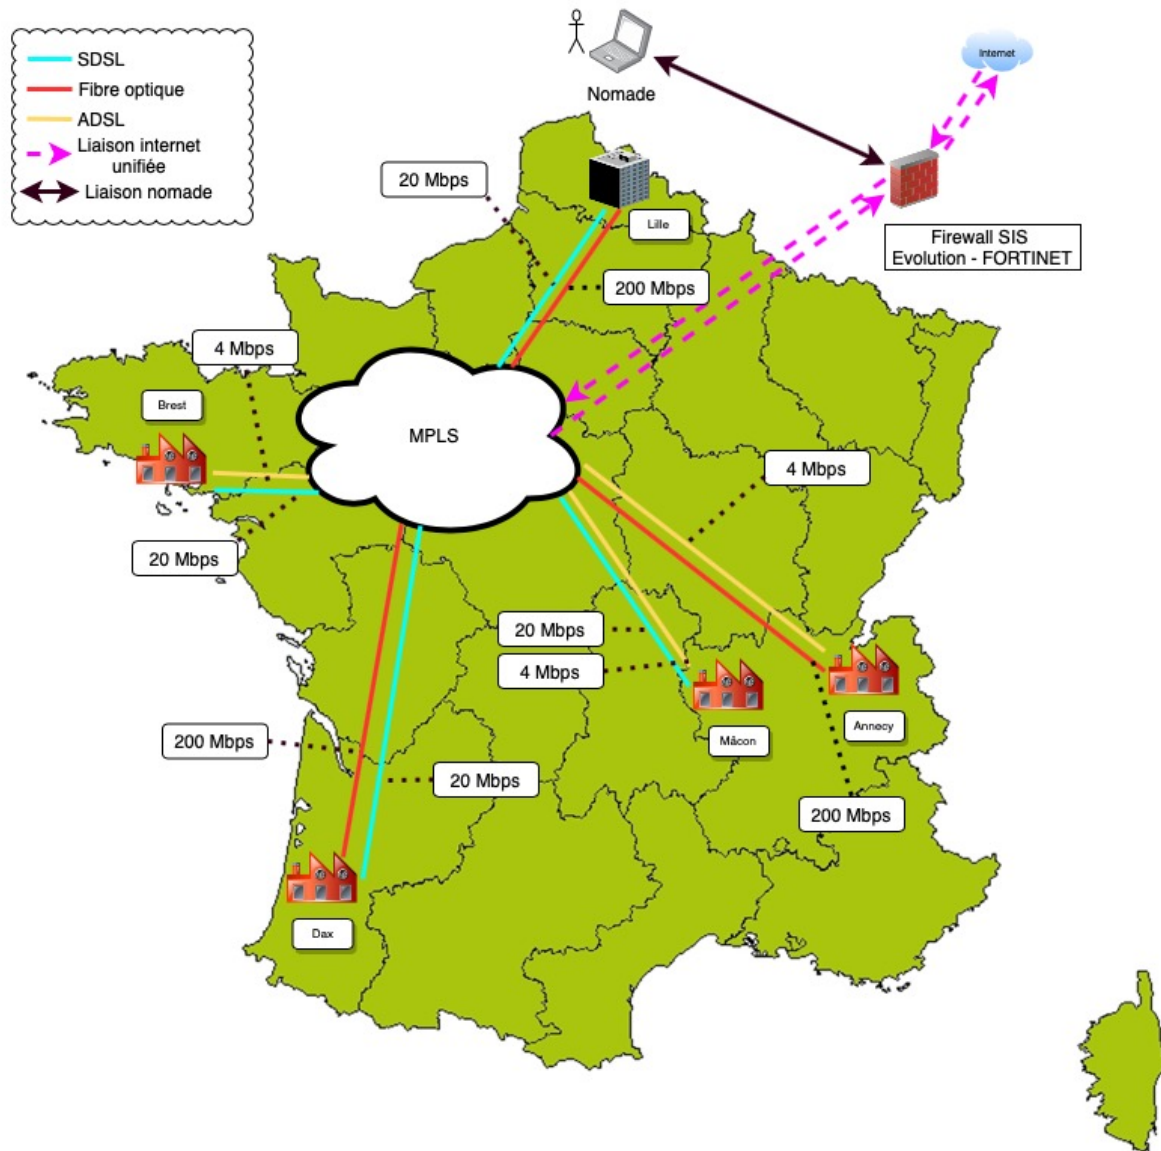 SDSL
Fibre optique
ADSL
Liaison internet
unifiée
Liaison nomade
Nomade
Internet
20 Mbps
Lille
Firewall SIS
Evolution - FORTINET
200 Mbps
4 Mbps
Brest
MPLS
4 Mbps
20 Mbps
20 Mbps
4 Mbps
Annecy
Mâcon
200 Mbps
20 Mbps
200 Mbps
Dax